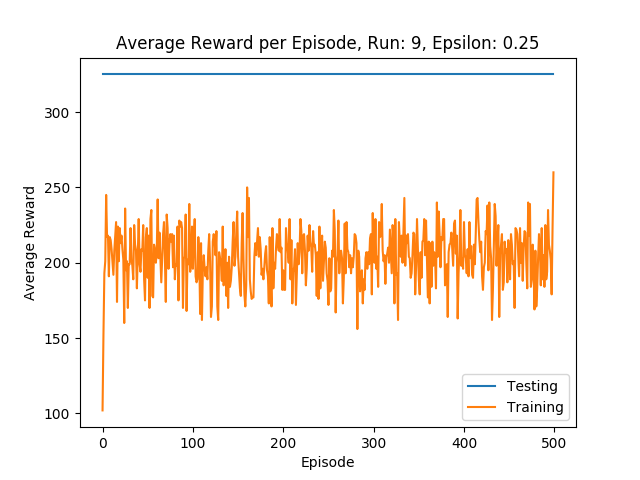 Average Reward per Episode, Run: 9, Epsilon: 0.25
300
250
200
150
100
Average Reward
0 100 200 300 400 500
Episode
Testing
Training